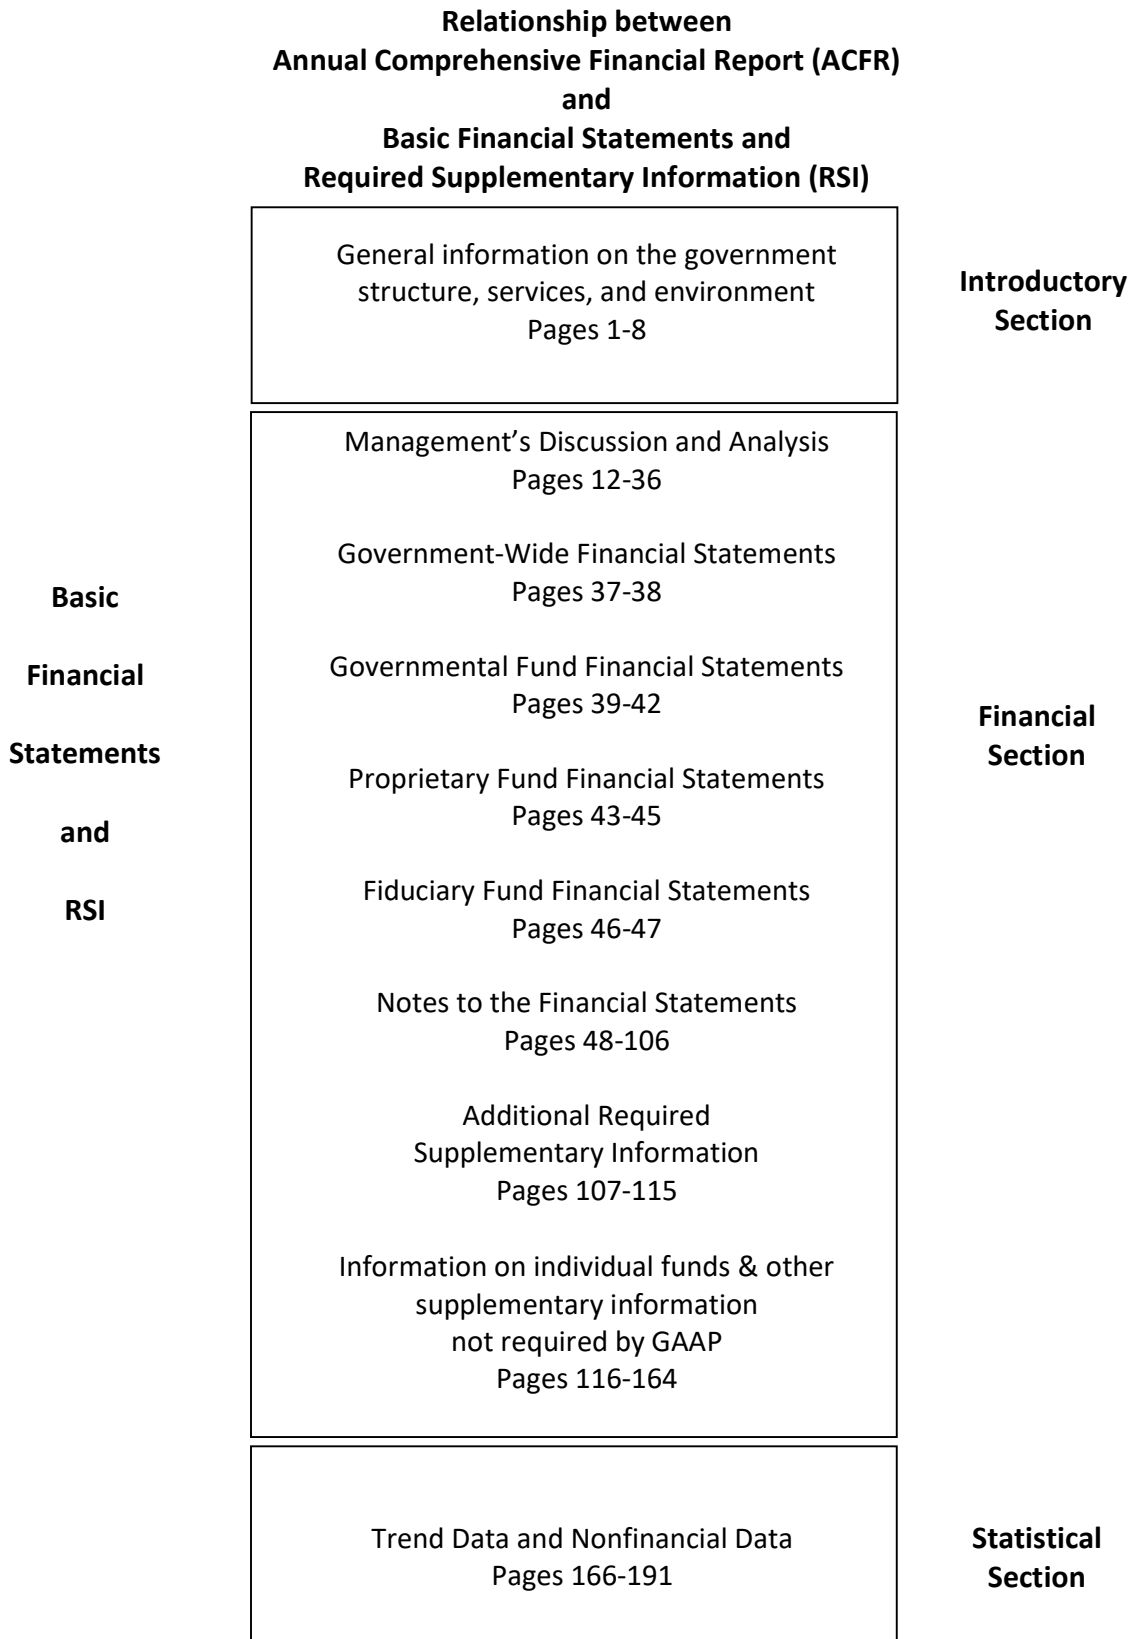 Relationship between
Annual Comprehensive Financial Report (ACFR)
and
Basic Financial Statements and
Required Supplementary Information (RSI)
General information on the government
structure, services, and environment
Pages 1-8
Introductory
Section
Management’s Discussion and Analysis
Pages 12-36
Government-Wide Financial Statements
Pages 37-38
Governmental Fund Financial Statements
Pages 39-42
Proprietary Fund Financial Statements
Pages 43-45
Fiduciary Fund Financial Statements
Pages 46-47
Notes to the Financial Statements
Pages 48-106
Additional Required
Supplementary Information
Pages 107-115
Information on individual funds & other
supplementary information
not required by GAAP
Pages 116-164
Basic
Financial
Statements
and
RSI
Financial
Section
Trend Data and Nonfinancial Data
Pages 166-191
Statistical
Section